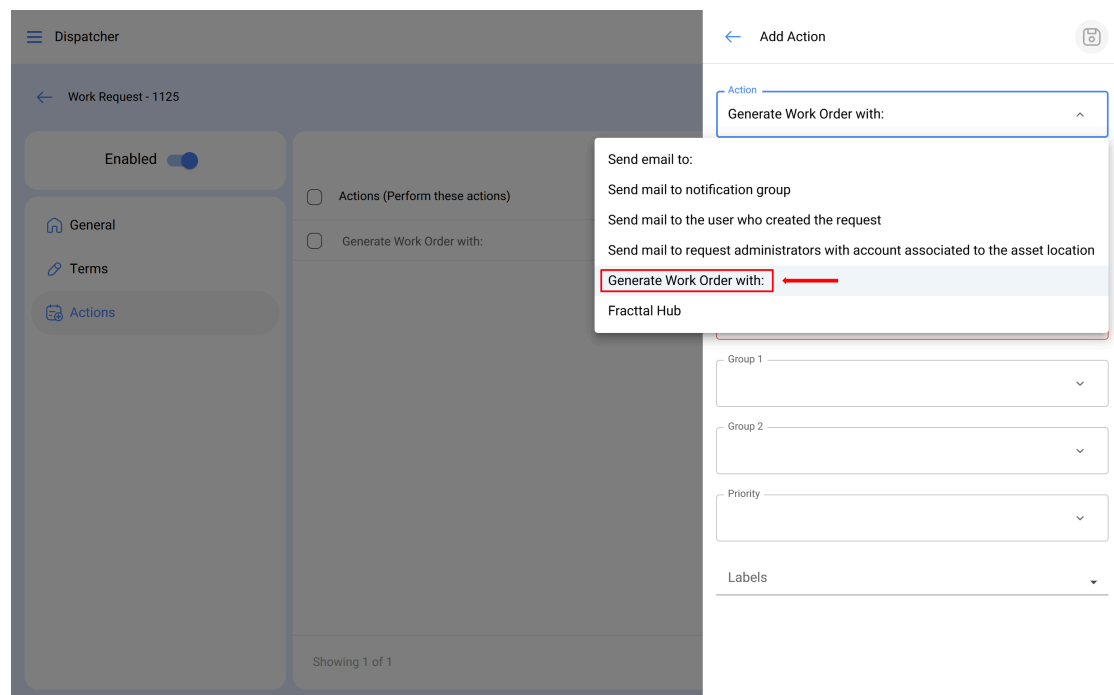 Dispatcher
Work Request - 1125
Enabled
General
Terms
Actions
Actions (Perform these actions)
Generate Work Order with:
Showing 1 of 1
Add Action
Action
Generate Work Order with:
Send email to:
Send mail to notification group
Send mail to the user who created the request
Send mail to request administrators with account associated to the asset location
Generate Work Order with:
Fracttal Hub
Group 1
Group 2
Priority
Labels